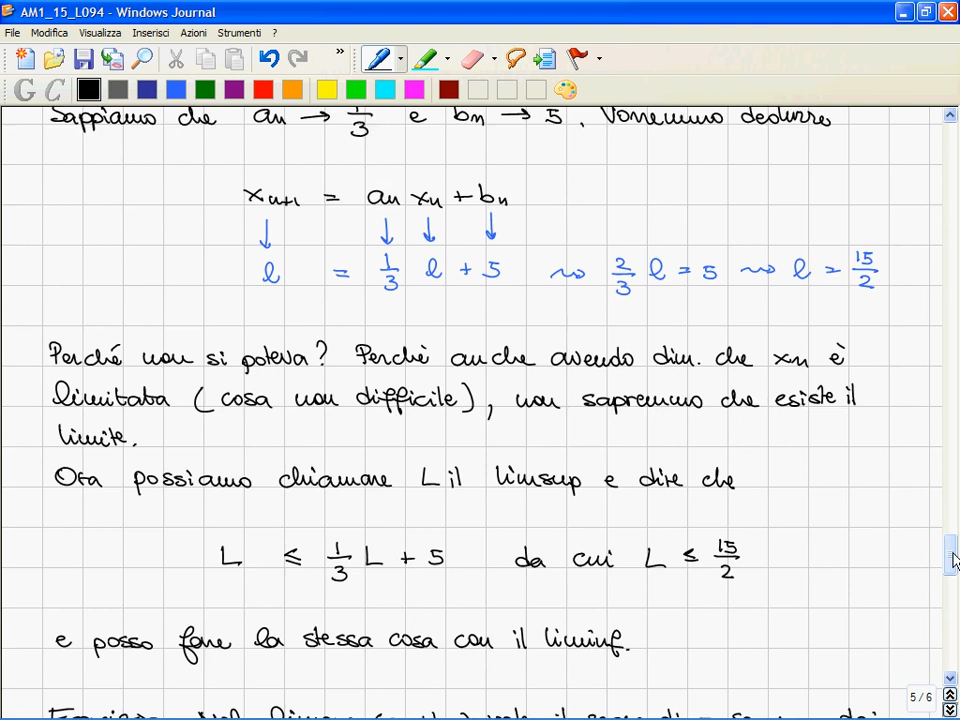 AM1_15_L094 - Windows Journal
File Modifica Visualizza Inserisci Azioni Strumenti ?
G C
Sappiamo che an → 1/3 e bn → 5. Vorremmo dedurre
xn+1 = an xn + bn
↓ ↓ ↓ ↓
l = 1/3 l + 5 ⇝ 2/3 l = 5 ⇝ l = 15/2
Perché non si poteva? Perchè anche avendo dim. che xn è
limitata (cosa non difficile), non sapremmo che esiste il
limite.
Ora possiamo chiamare L il limsup e dire che
L ≤ 1/3 L + 5 da cui L ≤ 15/2
e posso fare la stessa cosa con il liminf.
5 / 6